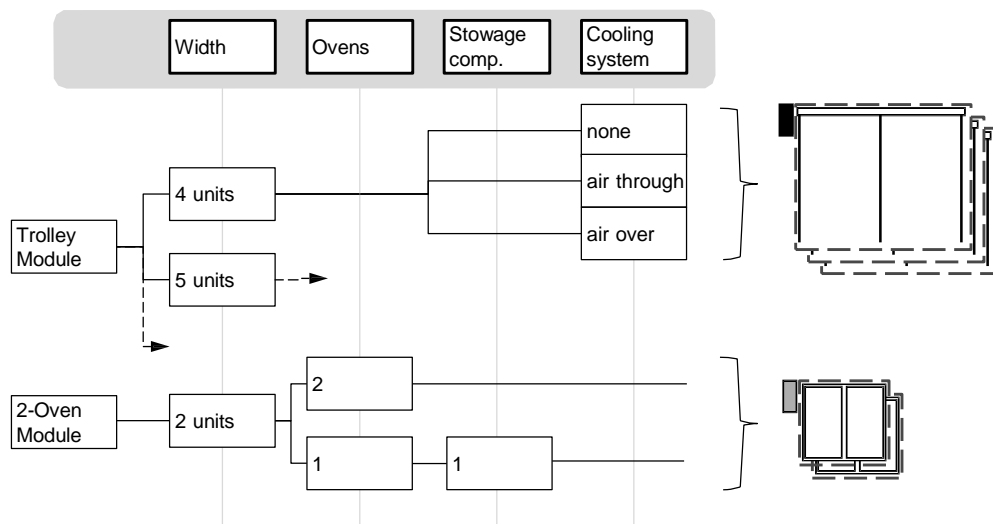 Width
Ovens
Stowage
comp.
Cooling
system
none
4 units
air through
air over
Trolley
Module
5 units
2
2-Oven
Module
2 units
1
1